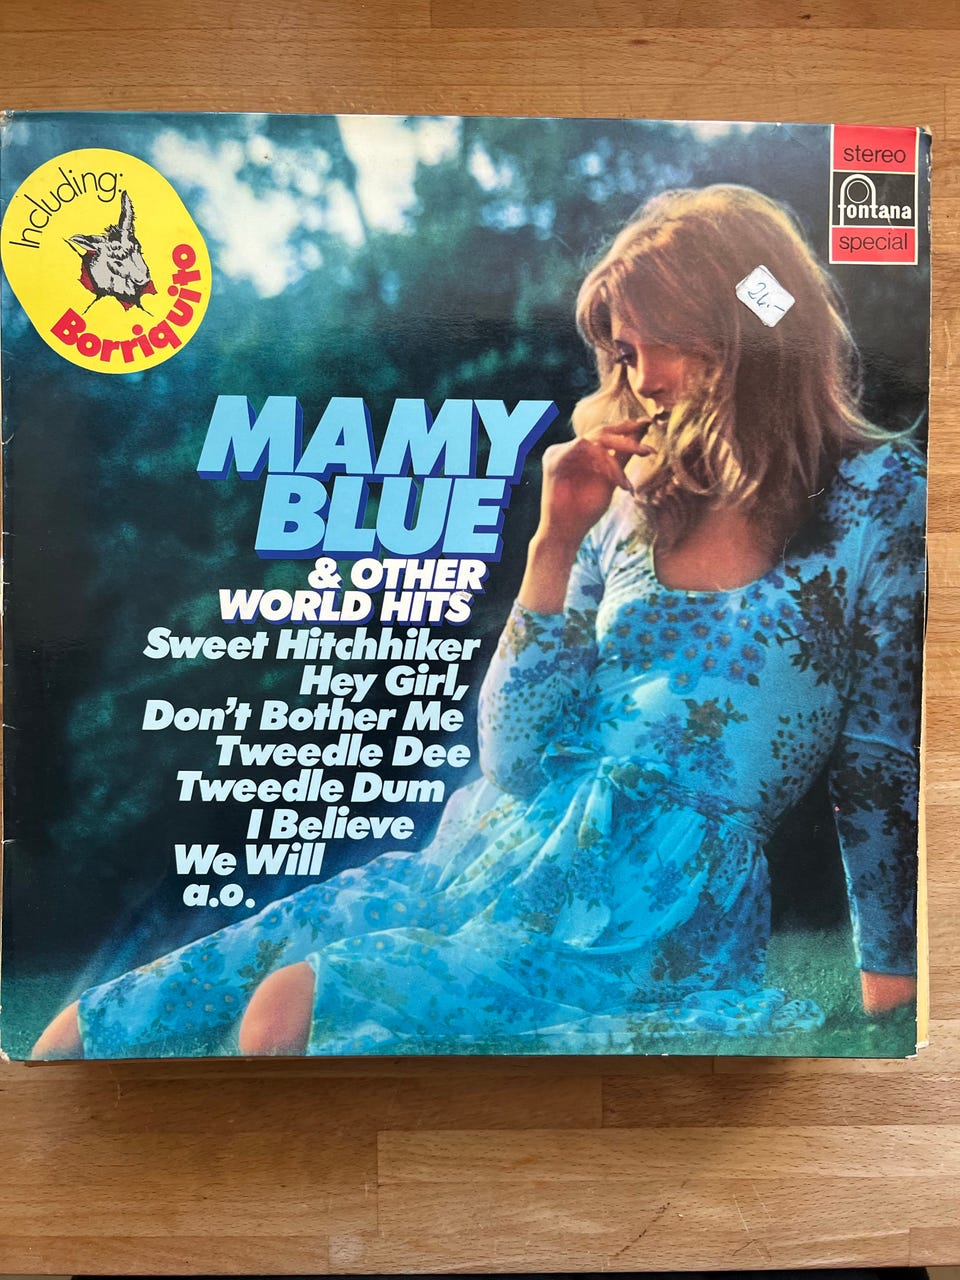 Including:
Borriquito
stereo
fontana
special
MAMY
BLUE
& OTHER
WORLD HITS
Sweet Hitchhiker
Hey Girl,
Don't Bother Me
Tweedle Dee
Tweedle Dum
I Believe
We Will
a.o.